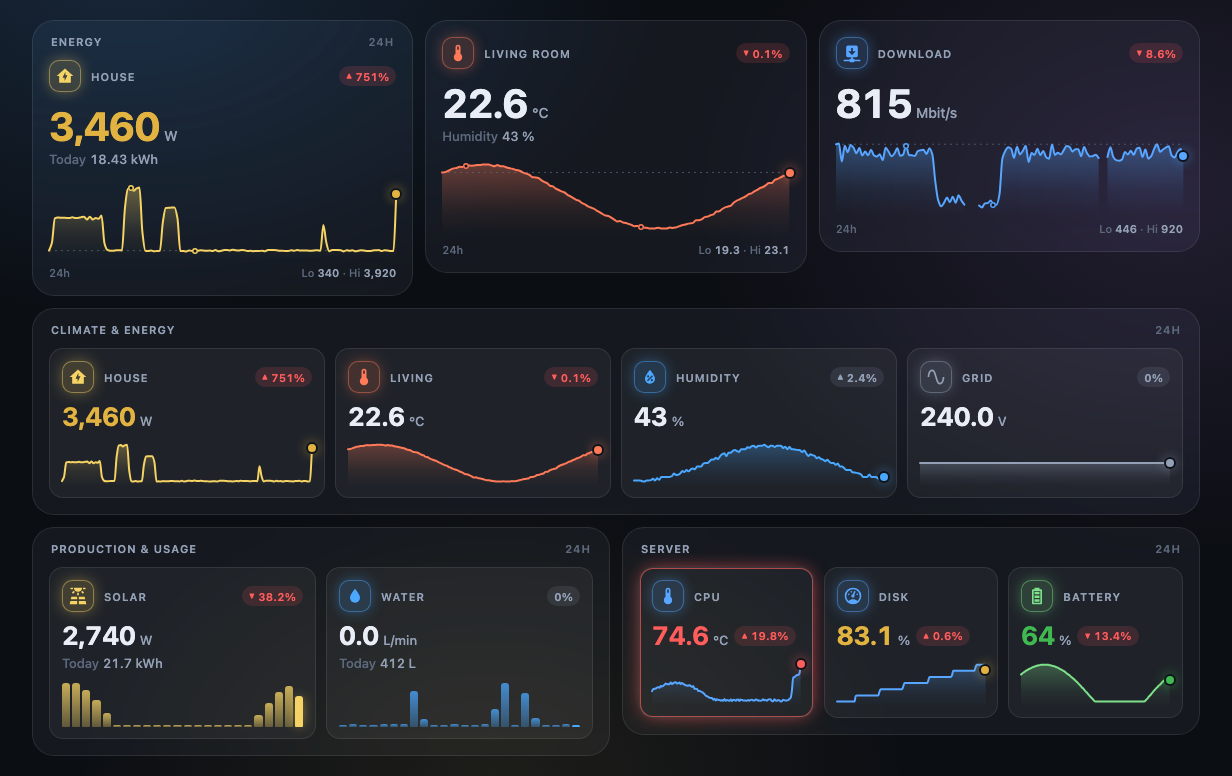 ENERGY 24H
HOUSE ▲ 751%
3,460 W
Today 18.43 kWh
24h Lo 340 · Hi 3,920
LIVING ROOM ▼ 0.1%
22.6 °C
Humidity 43 %
24h Lo 19.3 · Hi 23.1
DOWNLOAD ▼ 8.6%
815 Mbit/s
24h Lo 446 · Hi 920
CLIMATE & ENERGY 24H
HOUSE ▲ 751%
3,460 W
LIVING ▼ 0.1%
22.6 °C
HUMIDITY ▲ 2.4%
43 %
GRID 0%
240.0 V
PRODUCTION & USAGE 24H
SOLAR ▼ 38.2%
2,740 W
Today 21.7 kWh
WATER 0%
0.0 L/min
Today 412 L
SERVER 24H
CPU
74.6 °C ▲ 19.8%
DISK
83.1 % ▲ 0.6%
BATTERY
64 % ▼ 13.4%